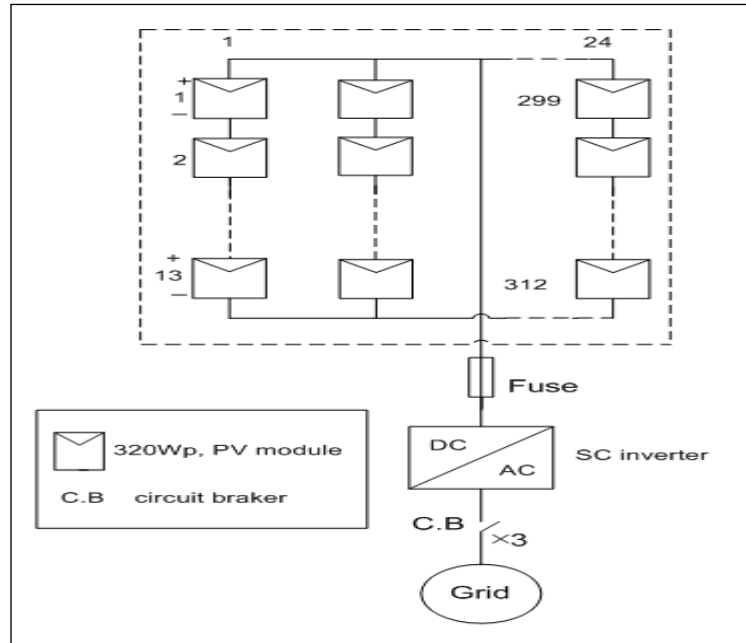 1 24
+
1 299
–
2
+
13 312
–
Fuse
DC
AC
SC inverter
320Wp, PV module
C.B circuit braker
C.B
×3
Grid